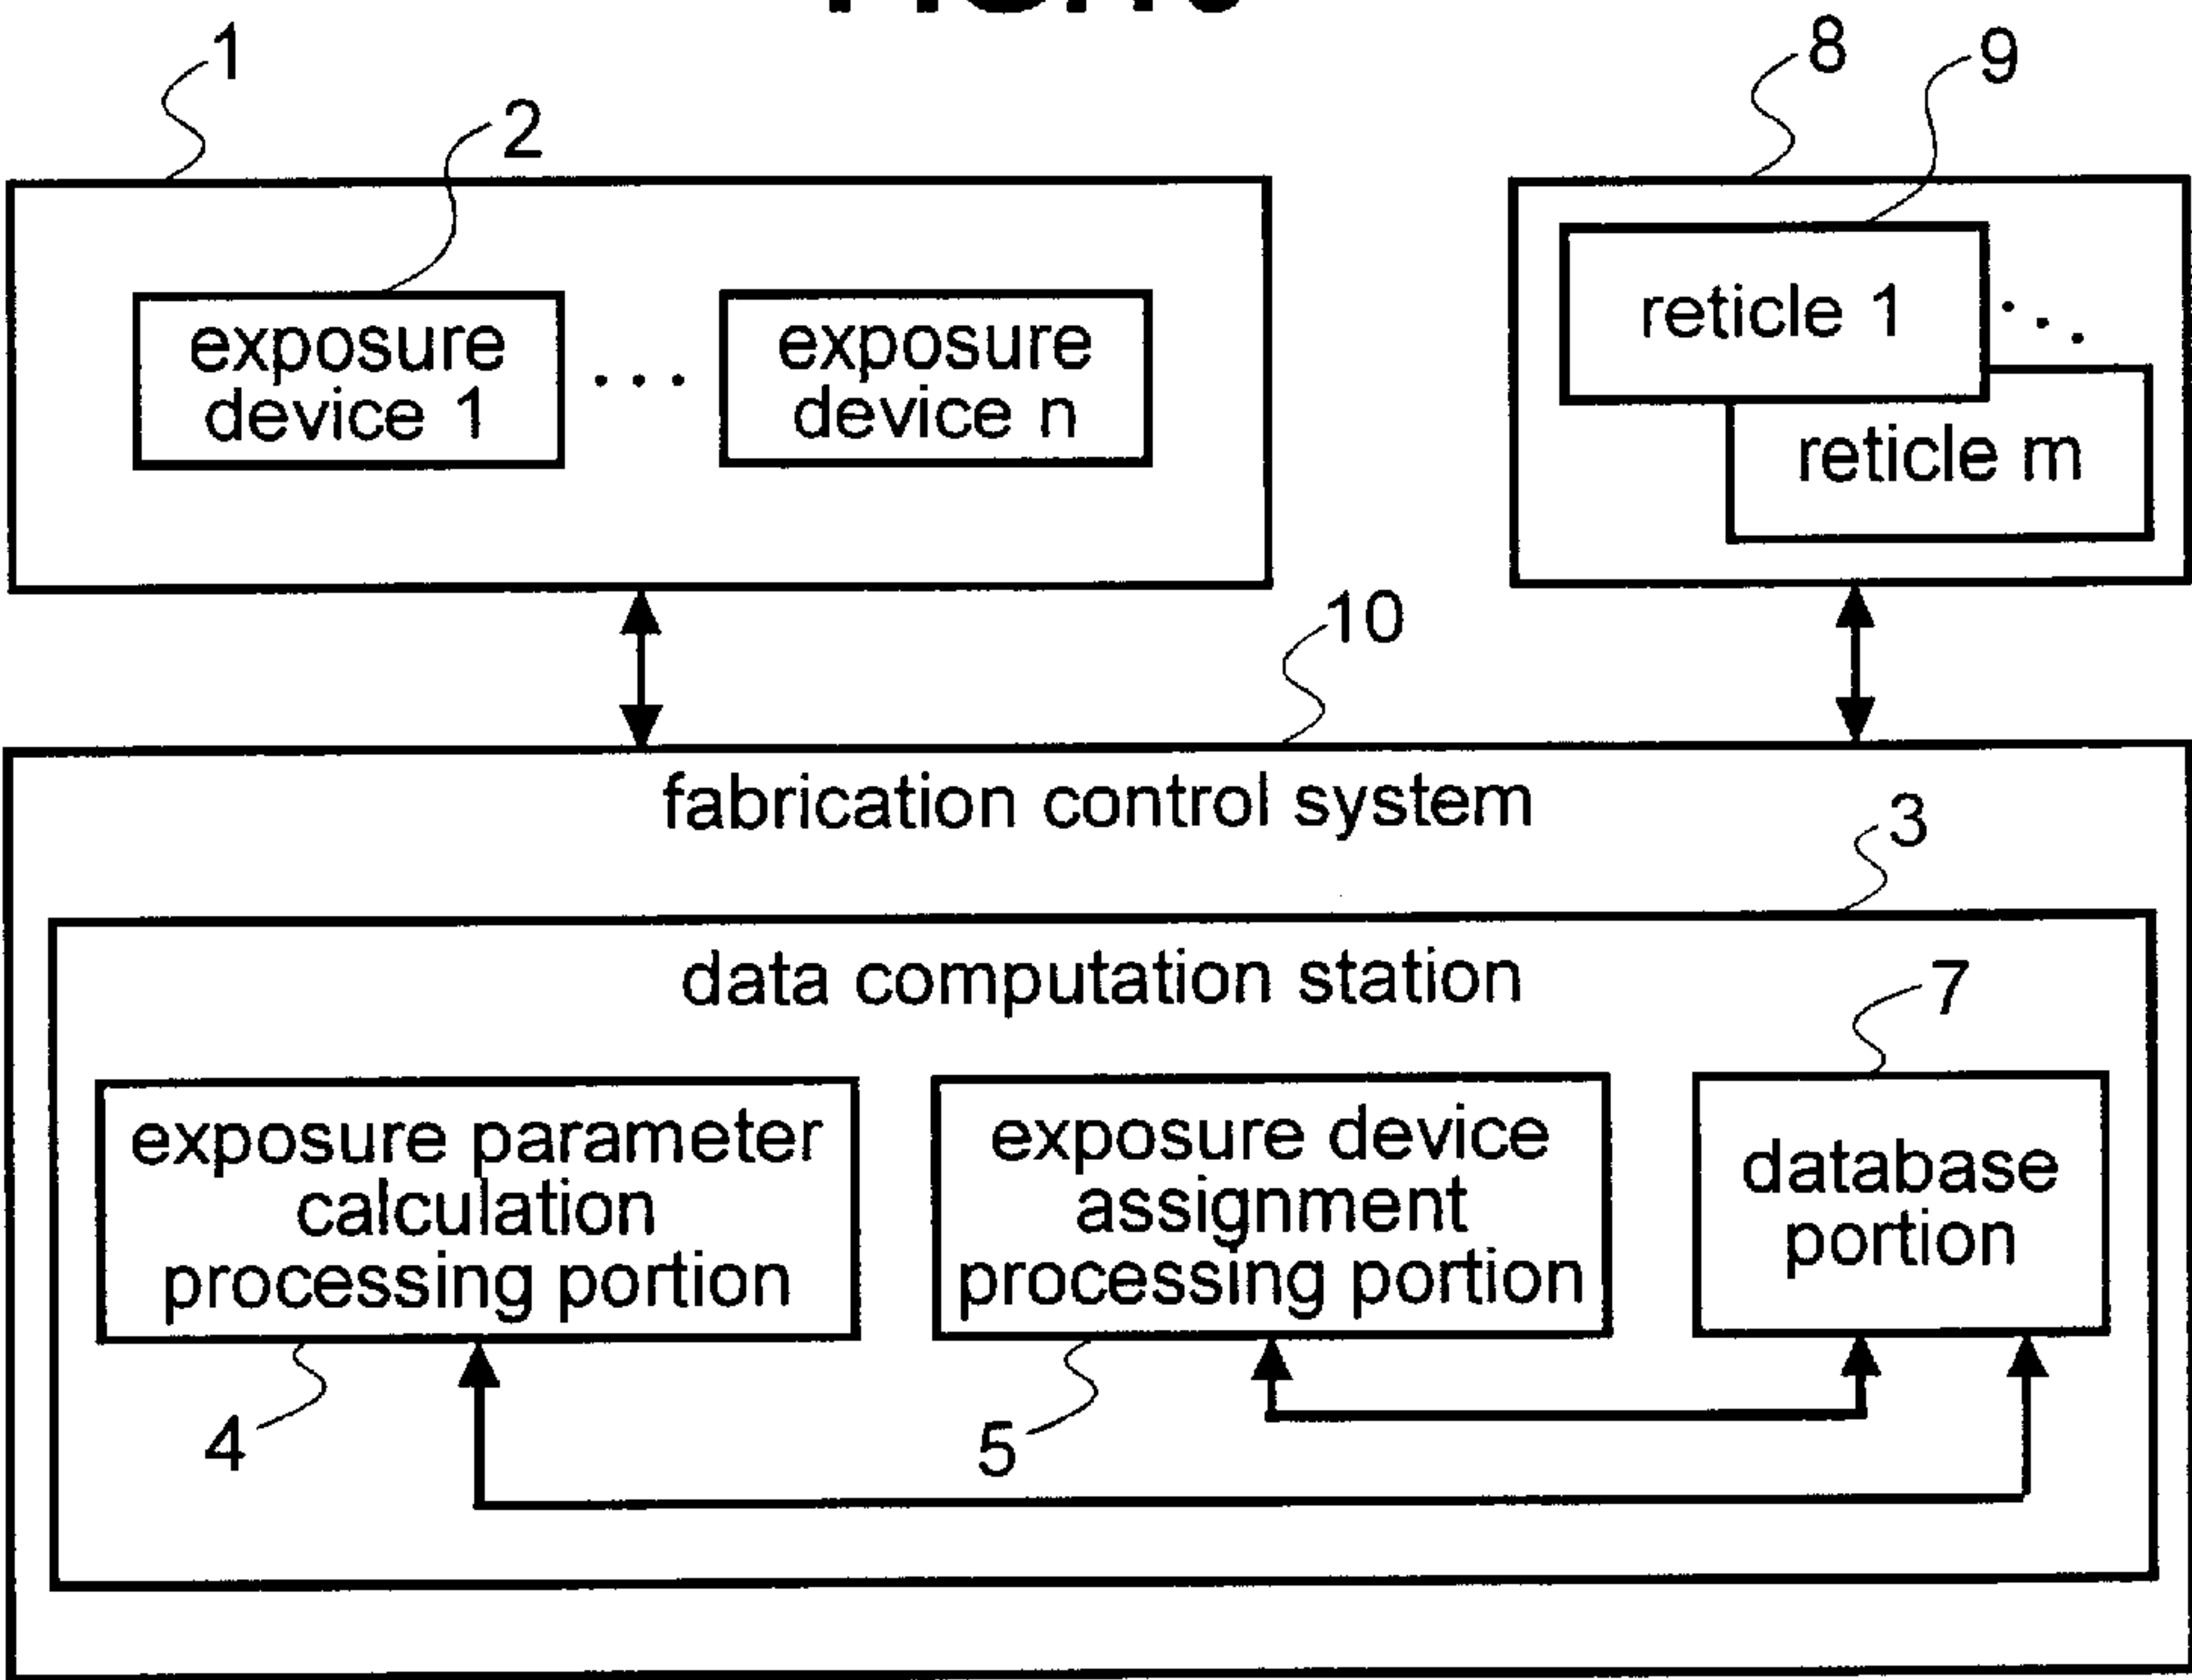 1
2
8
9
exposure
device 1
...
exposure
device n
reticle 1
...
reticle m
10
fabrication control system
3
data computation station
7
exposure parameter
calculation
processing portion
exposure device
assignment
processing portion
database
portion
4
5